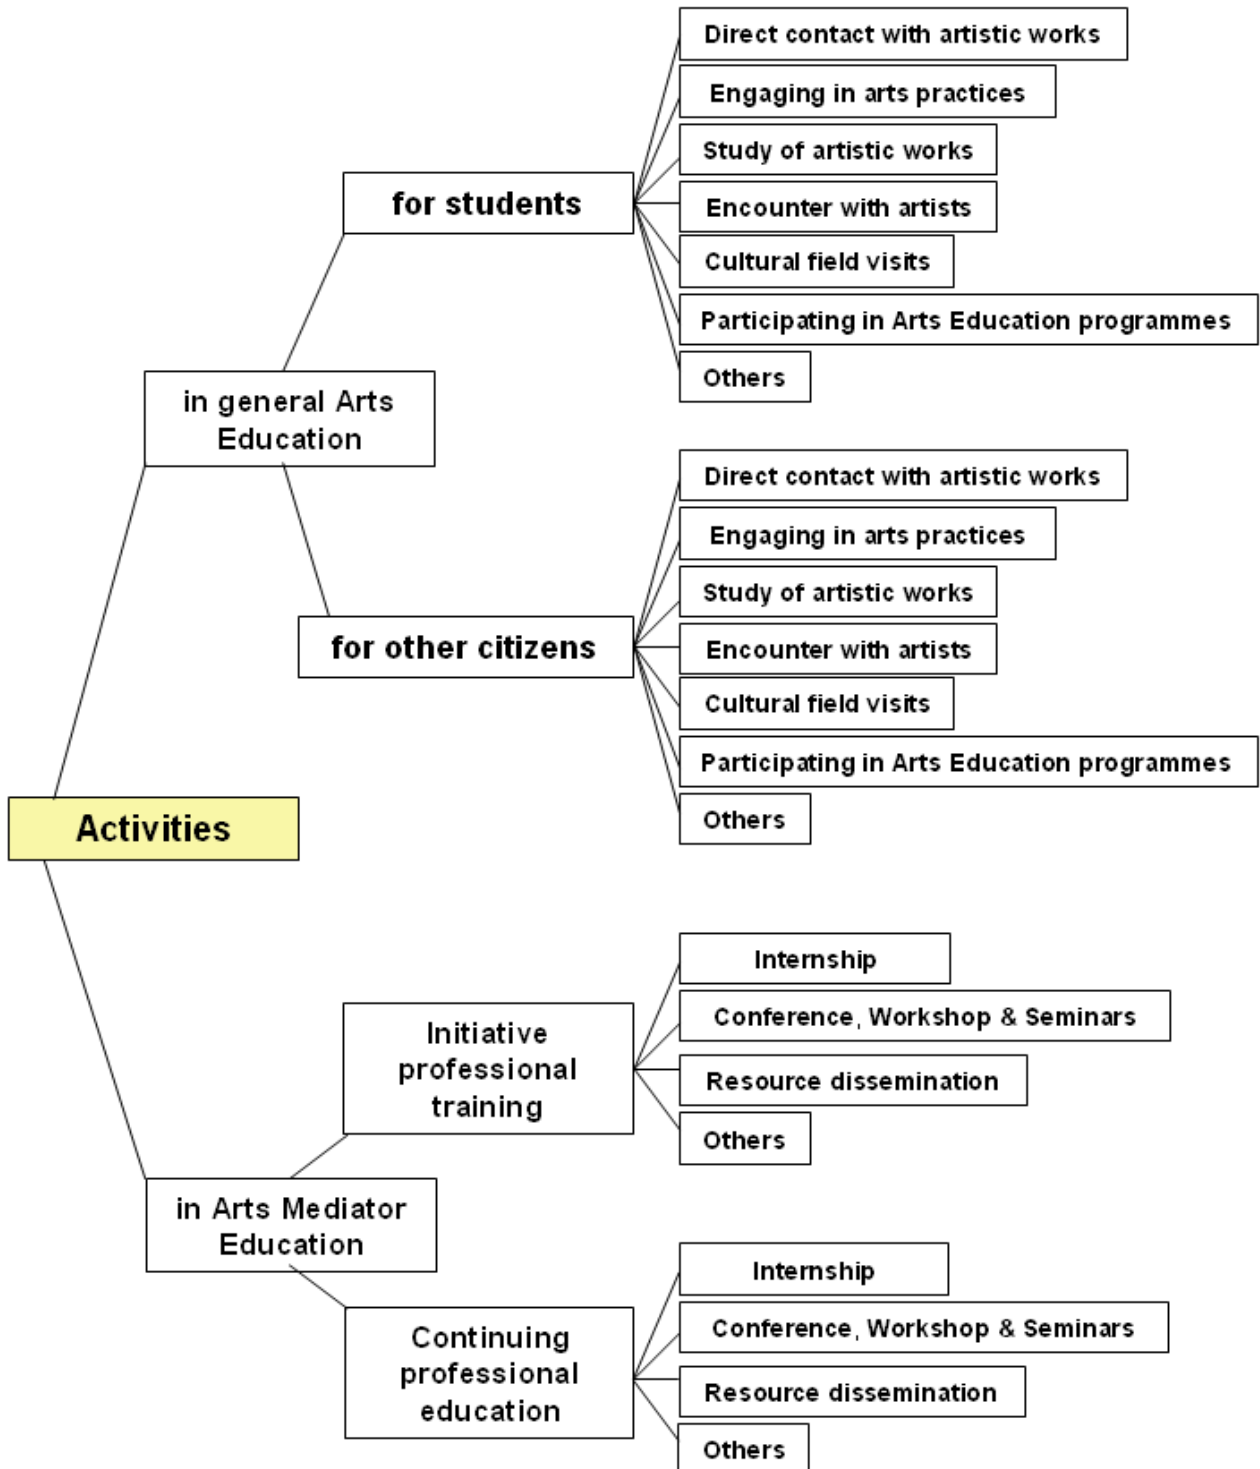 Direct contact with artistic works
Engaging in arts practices
Study of artistic works
for students
Encounter with artists
Cultural field visits
Participating in Arts Education programmes
Others
in general Arts
Education
Direct contact with artistic works
Engaging in arts practices
Study of artistic works
for other citizens
Encounter with artists
Cultural field visits
Participating in Arts Education programmes
Others
Activities
Internship
Conference, Workshop & Seminars
Initiative
professional
training
Resource dissemination
Others
in Arts Mediator
Education
Internship
Conference, Workshop & Seminars
Continuing
professional
education
Resource dissemination
Others